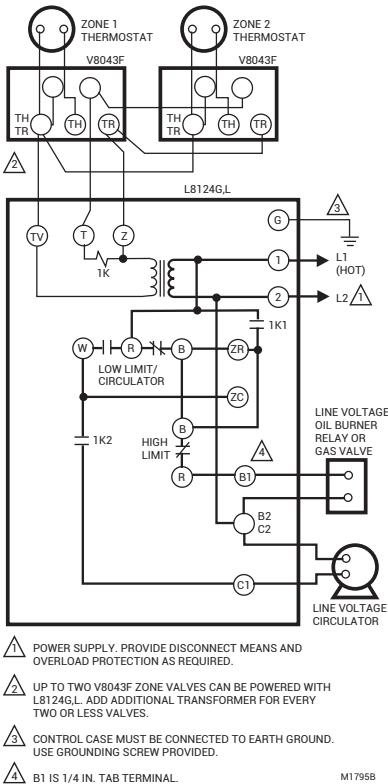 ZONE 1
THERMOSTAT
ZONE 2
THERMOSTAT
V8043F
V8043F
TH
TR
TH
TR
TH
TR
TH
TR
2
L8124G,L
3
G
TV
T
Z
1K
1
L1
(HOT)
2
L2
1
1K1
W
R
B
ZR
LOW LIMIT/
CIRCULATOR
ZC
1K2
B
HIGH
LIMIT
4
R
B1
LINE VOLTAGE
OIL BURNER
RELAY OR
GAS VALVE
B2
C2
C1
LINE VOLTAGE
CIRCULATOR
1 POWER SUPPLY. PROVIDE DISCONNECT MEANS AND
OVERLOAD PROTECTION AS REQUIRED.
2 UP TO TWO V8043F ZONE VALVES CAN BE POWERED WITH
L8124G,L. ADD ADDITIONAL TRANSFORMER FOR EVERY
TWO OR LESS VALVES.
3 CONTROL CASE MUST BE CONNECTED TO EARTH GROUND.
USE GROUNDING SCREW PROVIDED.
4 B1 IS 1/4 IN. TAB TERMINAL.
M1795B